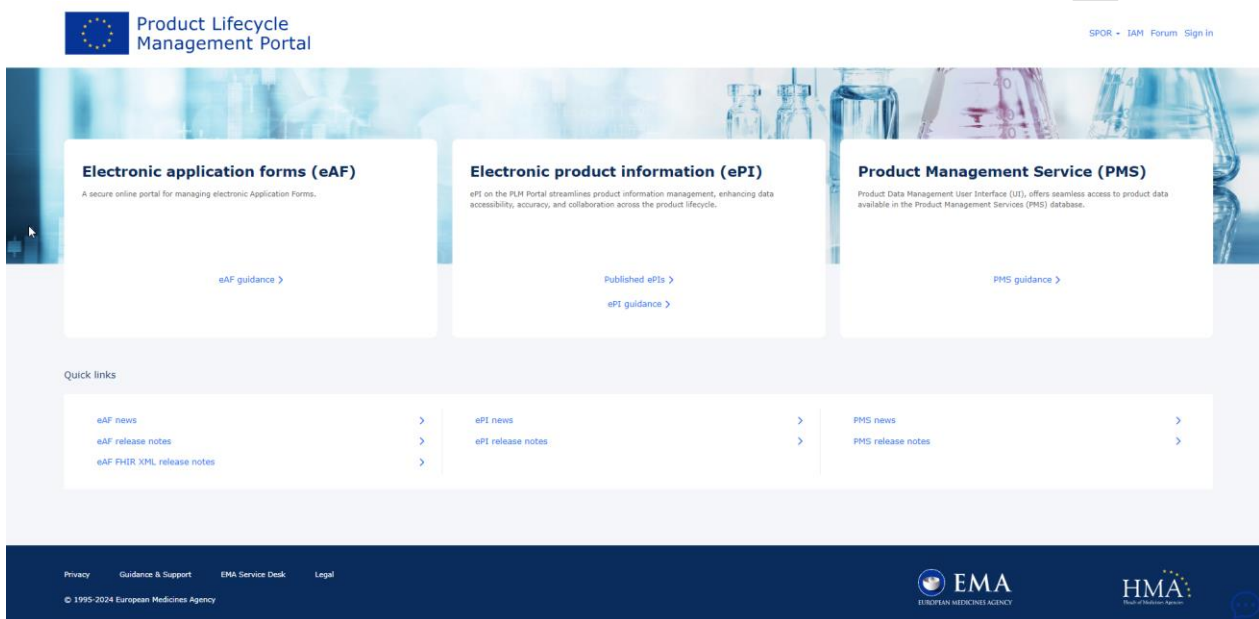 Product Lifecycle
Management Portal
SPOR IAM Forum Sign in
Electronic application forms (eAF)
A secure online portal for managing electronic Application Forms.
eAF guidance
Electronic product information (ePI)
ePI on the PLM Portal streamlines product information management, enhancing data
accessibility, accuracy, and collaboration across the product lifecycle.
Published ePIs
ePI guidance
Product Management Service (PMS)
Product Data Management User Interface (UI), offers seamless access to product data
available in the Product Management Services (PMS) database.
PMS guidance
Quick links
eAF news
eAF release notes
eAF FHIR XML release notes
ePI news
ePI release notes
PMS news
PMS release notes
Privacy Guidance & Support EMA Service Desk Legal
© 1995-2024 European Medicines Agency
EMA
EUROPEAN MEDICINES AGENCY
HMA
Heads of Medicines Agencies